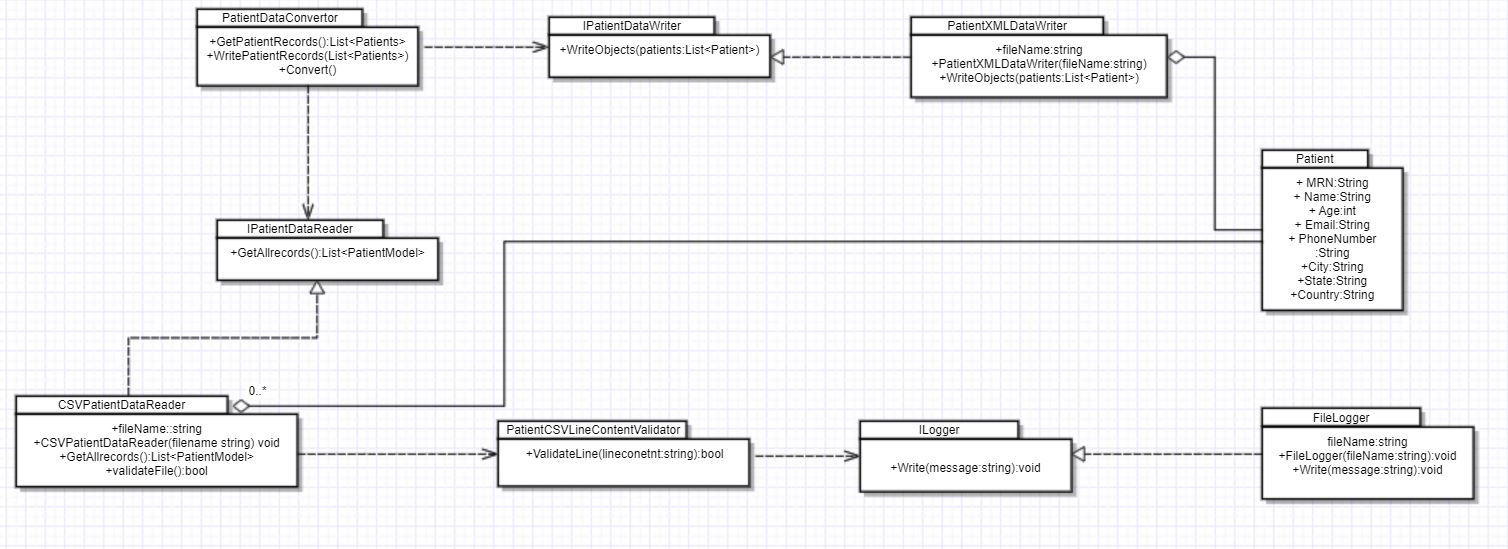 PatientDataConvertor
+GetPatientRecords():List<Patients>
+WritePatientRecords(List<Patients>)
+Convert()
IPatientDataWriter
+WriteObjects(patients:List<Patient>)
PatientXMLDataWriter
+fileName:string
+PatientXMLDataWriter(fileName:string)
+WriteObjects(patients:List<Patient>)
Patient
+ MRN:String
+ Name:String
+ Age:int
+ Email:String
+ PhoneNumber
:String
+City:String
+State:String
+Country:String
IPatientDataReader
+GetAllrecords():List<PatientModel>
0..*
CSVPatientDataReader
+fileName::string
+CSVPatientDataReader(filename string) void
+GetAllrecords():List<PatientModel>
+validateFile():bool
PatientCSVLineContentValidator
+ValidateLine(lineconetnt:string):bool
ILogger
+Write(message:string):void
FileLogger
fileName:string
+FileLogger(fileName:string):void
+Write(message:string):void